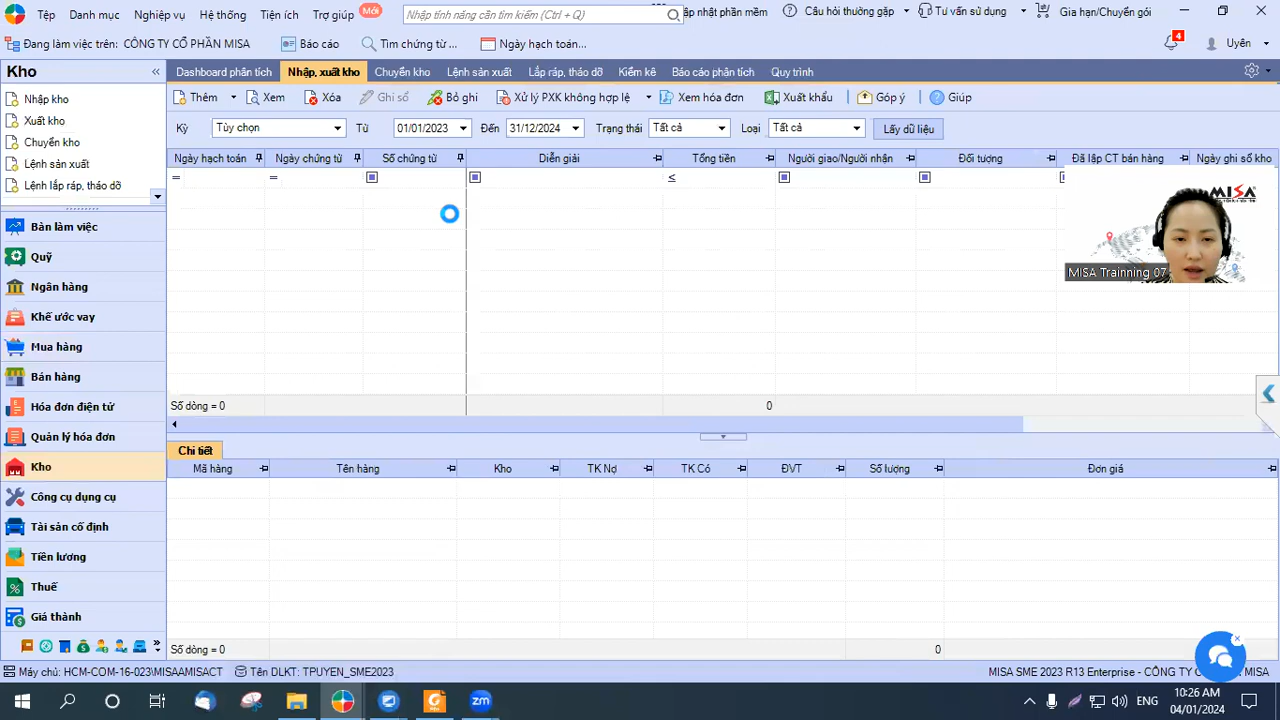 Tệp Danh mục Nghiệp vụ Hệ thống Tiện ích Trợ giúp Mới Nhập tính năng cần tìm kiếm (Ctrl + Q) nhật phần mềm Câu hỏi thường gặp Tư vấn sử dụng Gia hạn/Chuyển gói
Đang làm việc trên: CÔNG TY CỔ PHẦN MISA Báo cáo Tìm chứng từ ... Ngày hạch toán... 4 Uyên
Kho « Dashboard phân tích Nhập, xuất kho Chuyển kho Lệnh sản xuất Lắp ráp, tháo dỡ Kiểm kê Báo cáo phân tích Quy trình
Nhập kho
Xuất kho
Chuyển kho
Lệnh sản xuất
Lệnh lắp ráp, tháo dỡ
Thêm Xem Xóa Ghi sổ Bỏ ghi Xử lý PXK không hợp lệ Xem hóa đơn Xuất khẩu Góp ý Giúp
Kỳ Tùy chọn Từ 01/01/2023 Đến 31/12/2024 Trạng thái Tất cả Loại Tất cả Lấy dữ liệu
Ngày hạch toán Ngày chứng từ Số chứng từ Diễn giải Tổng tiền Người giao/Người nhận Đối tượng Đã lập CT bán hàng Ngày ghi sổ kho
= = ≤
MISA
MISA Trainning 07
Số dòng = 0 0
Bàn làm việc
Quỹ
Ngân hàng
Khế ước vay
Mua hàng
Bán hàng
Hóa đơn điện tử
Quản lý hóa đơn
Kho
Công cụ dụng cụ
Tài sản cố định
Tiền lương
Thuế
Giá thành
Chi tiết
Mã hàng Tên hàng Kho TK Nợ TK Có ĐVT Số lượng Đơn giá
Số dòng = 0 0
Máy chủ: HCM-COM-16-023\MISAAMISACT Tên DLKT: TPUYEN_SME2023 MISA SME 2023 R13 Enterprise - CÔNG TY MISA
ENG 10:26 AM
04/01/2024
zm